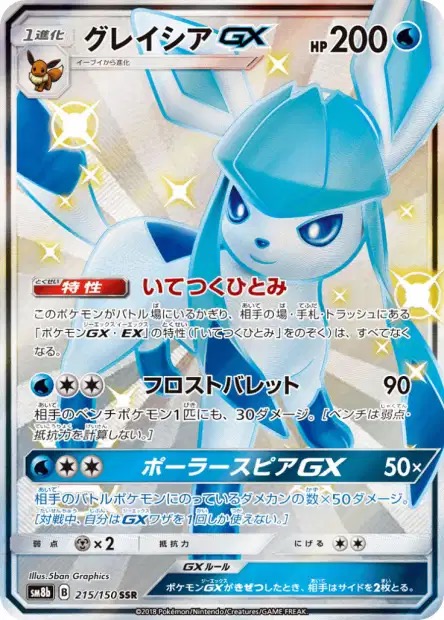 1進化
グレイシアGX
HP200
イーブイから進化
特性 いてつくひとみ
このポケモンがバトル場にいるかぎり、相手の場・手札・トラッシュにある
「ポケモンGX・EX」の特性(「いてつくひとみ」をのぞく)は、すべてなく
なる。
フロストバレット 90
相手のベンチポケモン1匹にも、30ダメージ。[ベンチは弱点・
抵抗力を計算しない。]
ポーラースピアGX 50×
相手のバトルポケモンにのっているダメカンの数×50ダメージ。
[対戦中、自分はGXワザを1回しか使えない。]
弱点 ×2 抵抗力 にげる
GXルール
Illus.5ban Graphics
ポケモンGXがきぜつしたとき、相手はサイドを2枚とる。
sm8b B 215/150 SSR
©2018 Pokémon/Nintendo/Creatures/GAME FREAK.